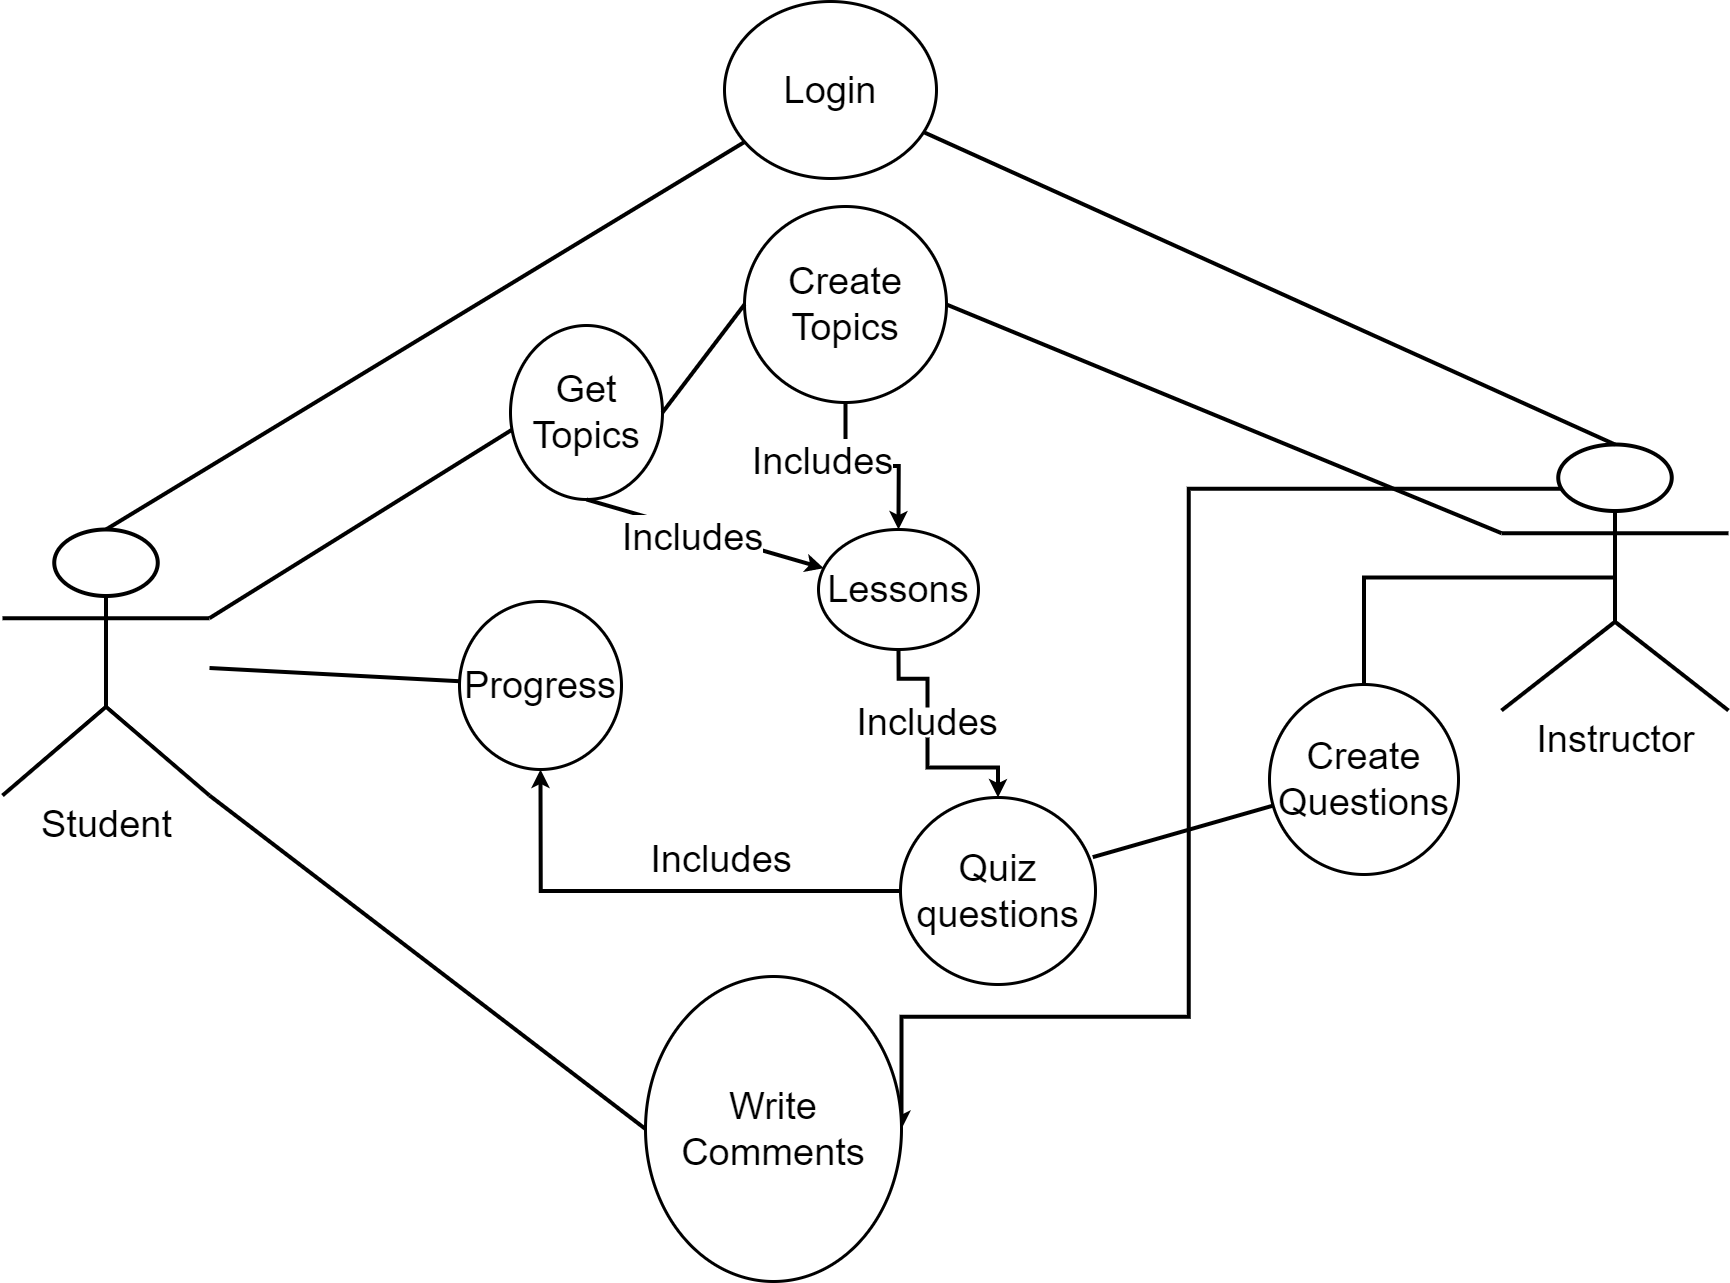 Login
Create
Topics
Get
Topics
Includes
Includes
Lessons
Progress
Includes
Instructor
Create
Questions
Student
Includes
Quiz
questions
Write
Comments